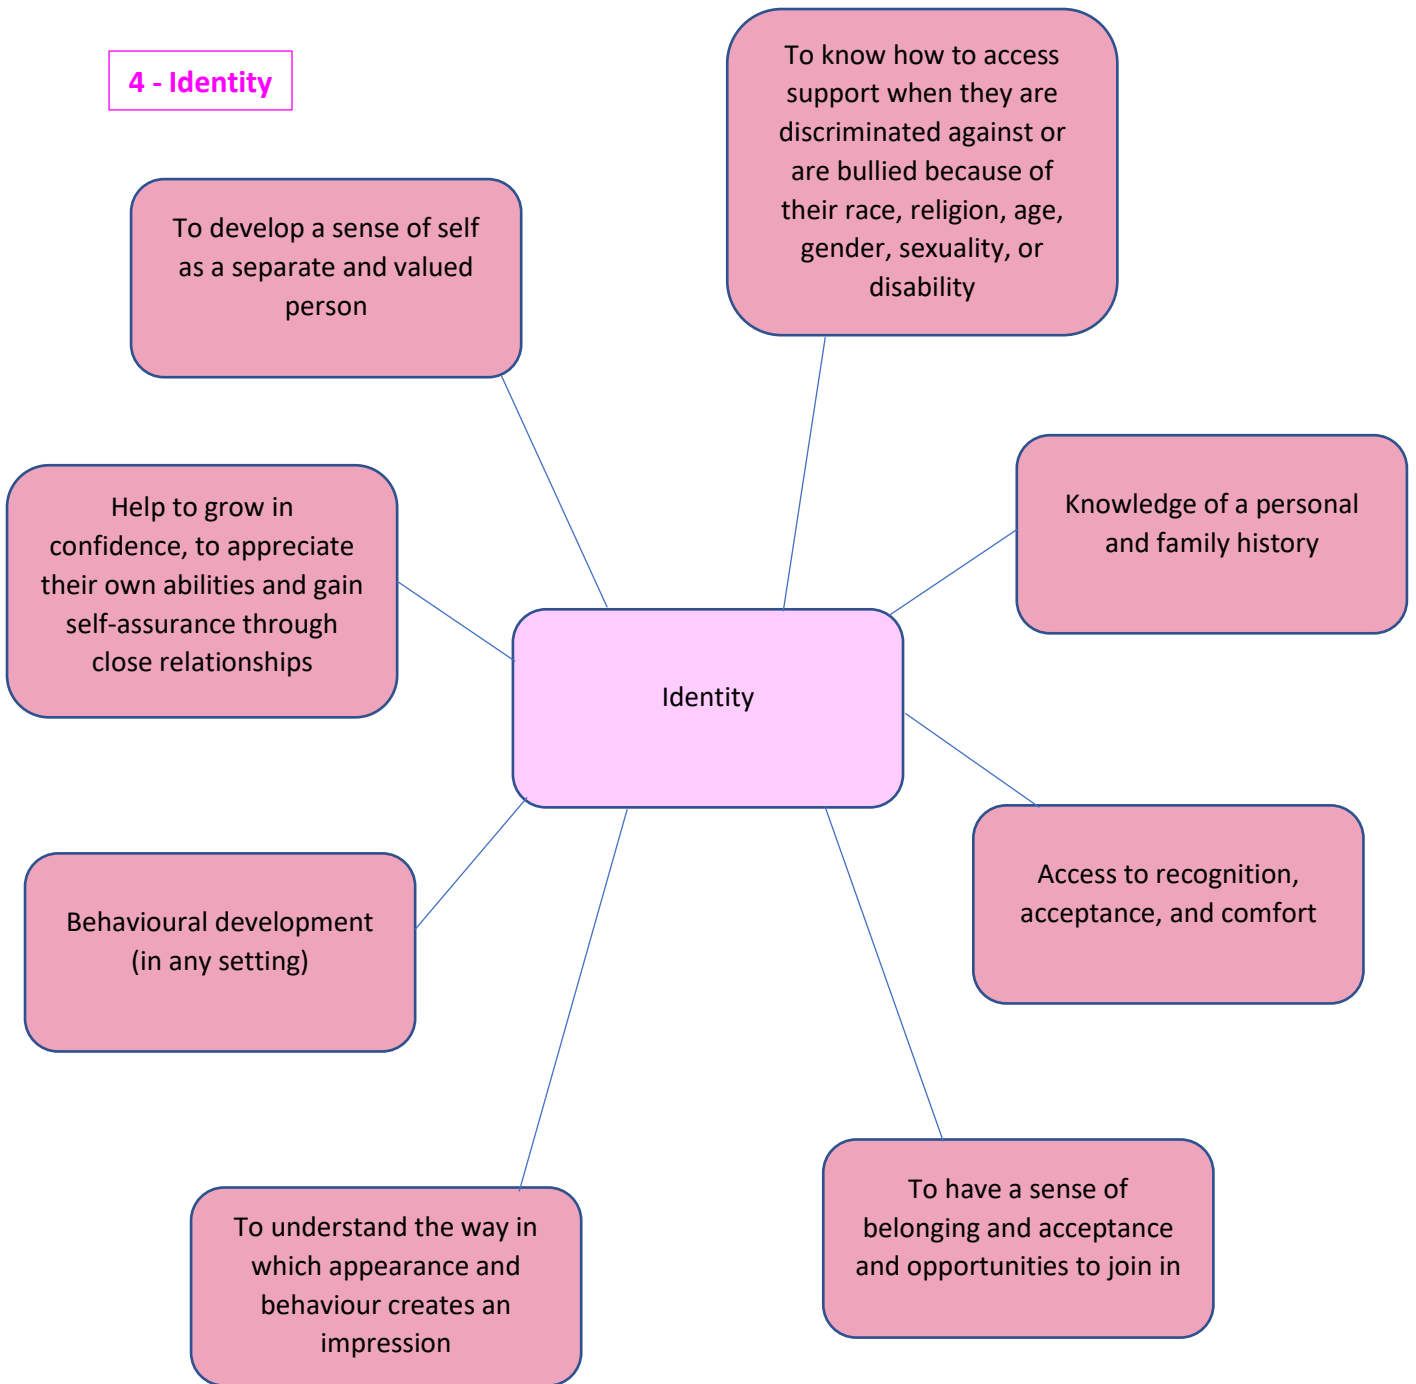 4 - Identity
To know how to access
support when they are
discriminated against or
are bullied because of
their race, religion, age,
gender, sexuality, or
disability
To develop a sense of self
as a separate and valued
person
Knowledge of a personal
and family history
Help to grow in
confidence, to appreciate
their own abilities and gain
self-assurance through
close relationships
Identity
Access to recognition,
acceptance, and comfort
Behavioural development
(in any setting)
To have a sense of
belonging and acceptance
and opportunities to join in
To understand the way in
which appearance and
behaviour creates an
impression